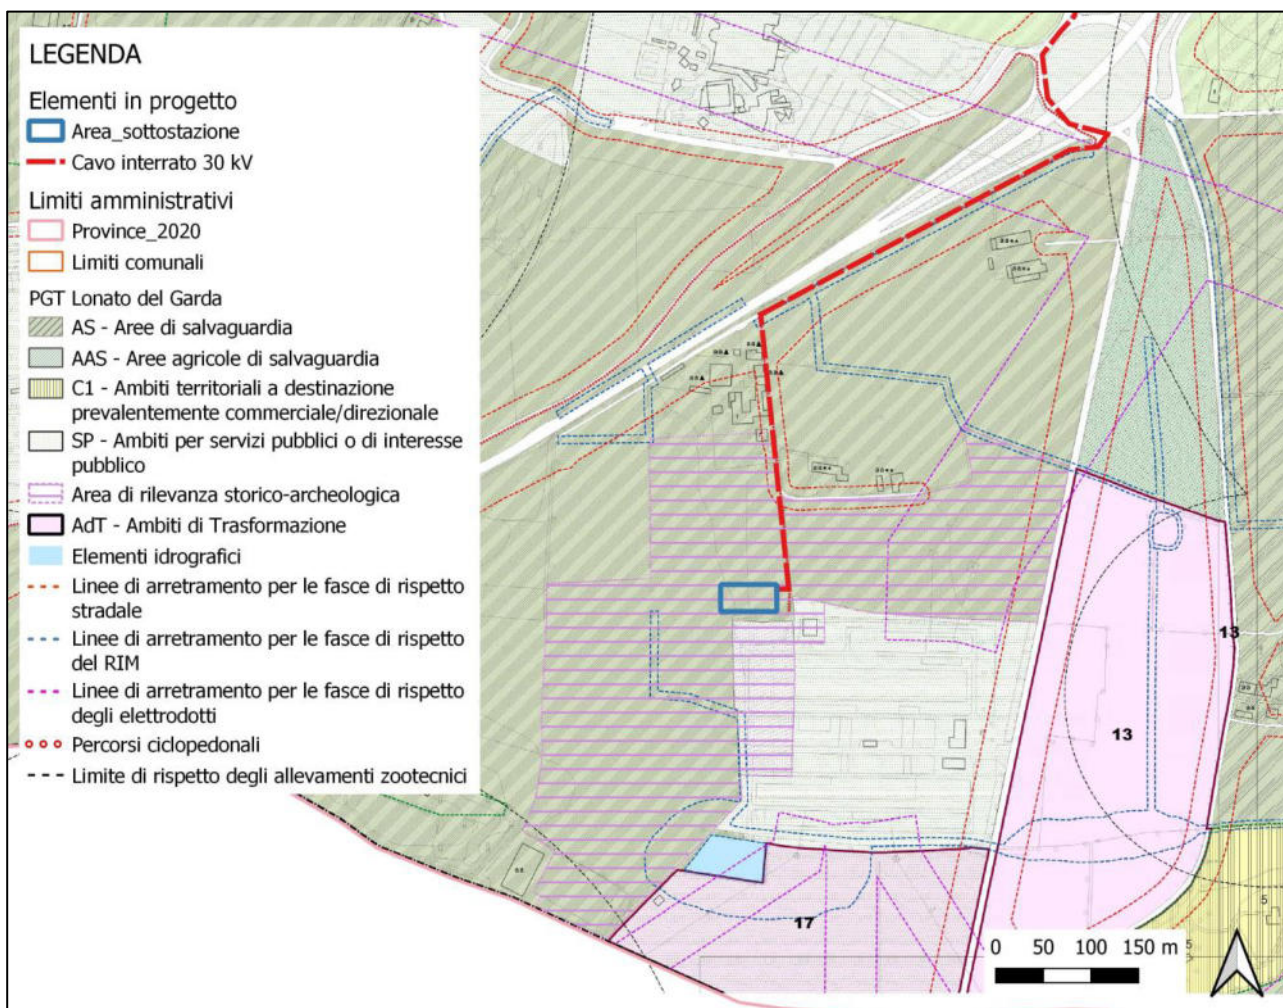 LEGENDA
Elementi in progetto
Area_sottostazione
Cavo interrato 30 kV
Limiti amministrativi
Province_2020
Limiti comunali
PGT Lonato del Garda
AS - Aree di salvaguardia
AAS - Aree agricole di salvaguardia
C1 - Ambiti territoriali a destinazione
prevalentemente commerciale/direzionale
SP - Ambiti per servizi pubblici o di interesse
pubblico
Area di rilevanza storico-archeologica
AdT - Ambiti di Trasformazione
Elementi idrografici
Linee di arretramento per le fasce di rispetto
stradale
Linee di arretramento per le fasce di rispetto
del RIM
Linee di arretramento per le fasce di rispetto
degli elettrodotti
Percorsi ciclopedonali
Limite di rispetto degli allevamenti zootecnici
13
13
17
5
0 50 100 150 m